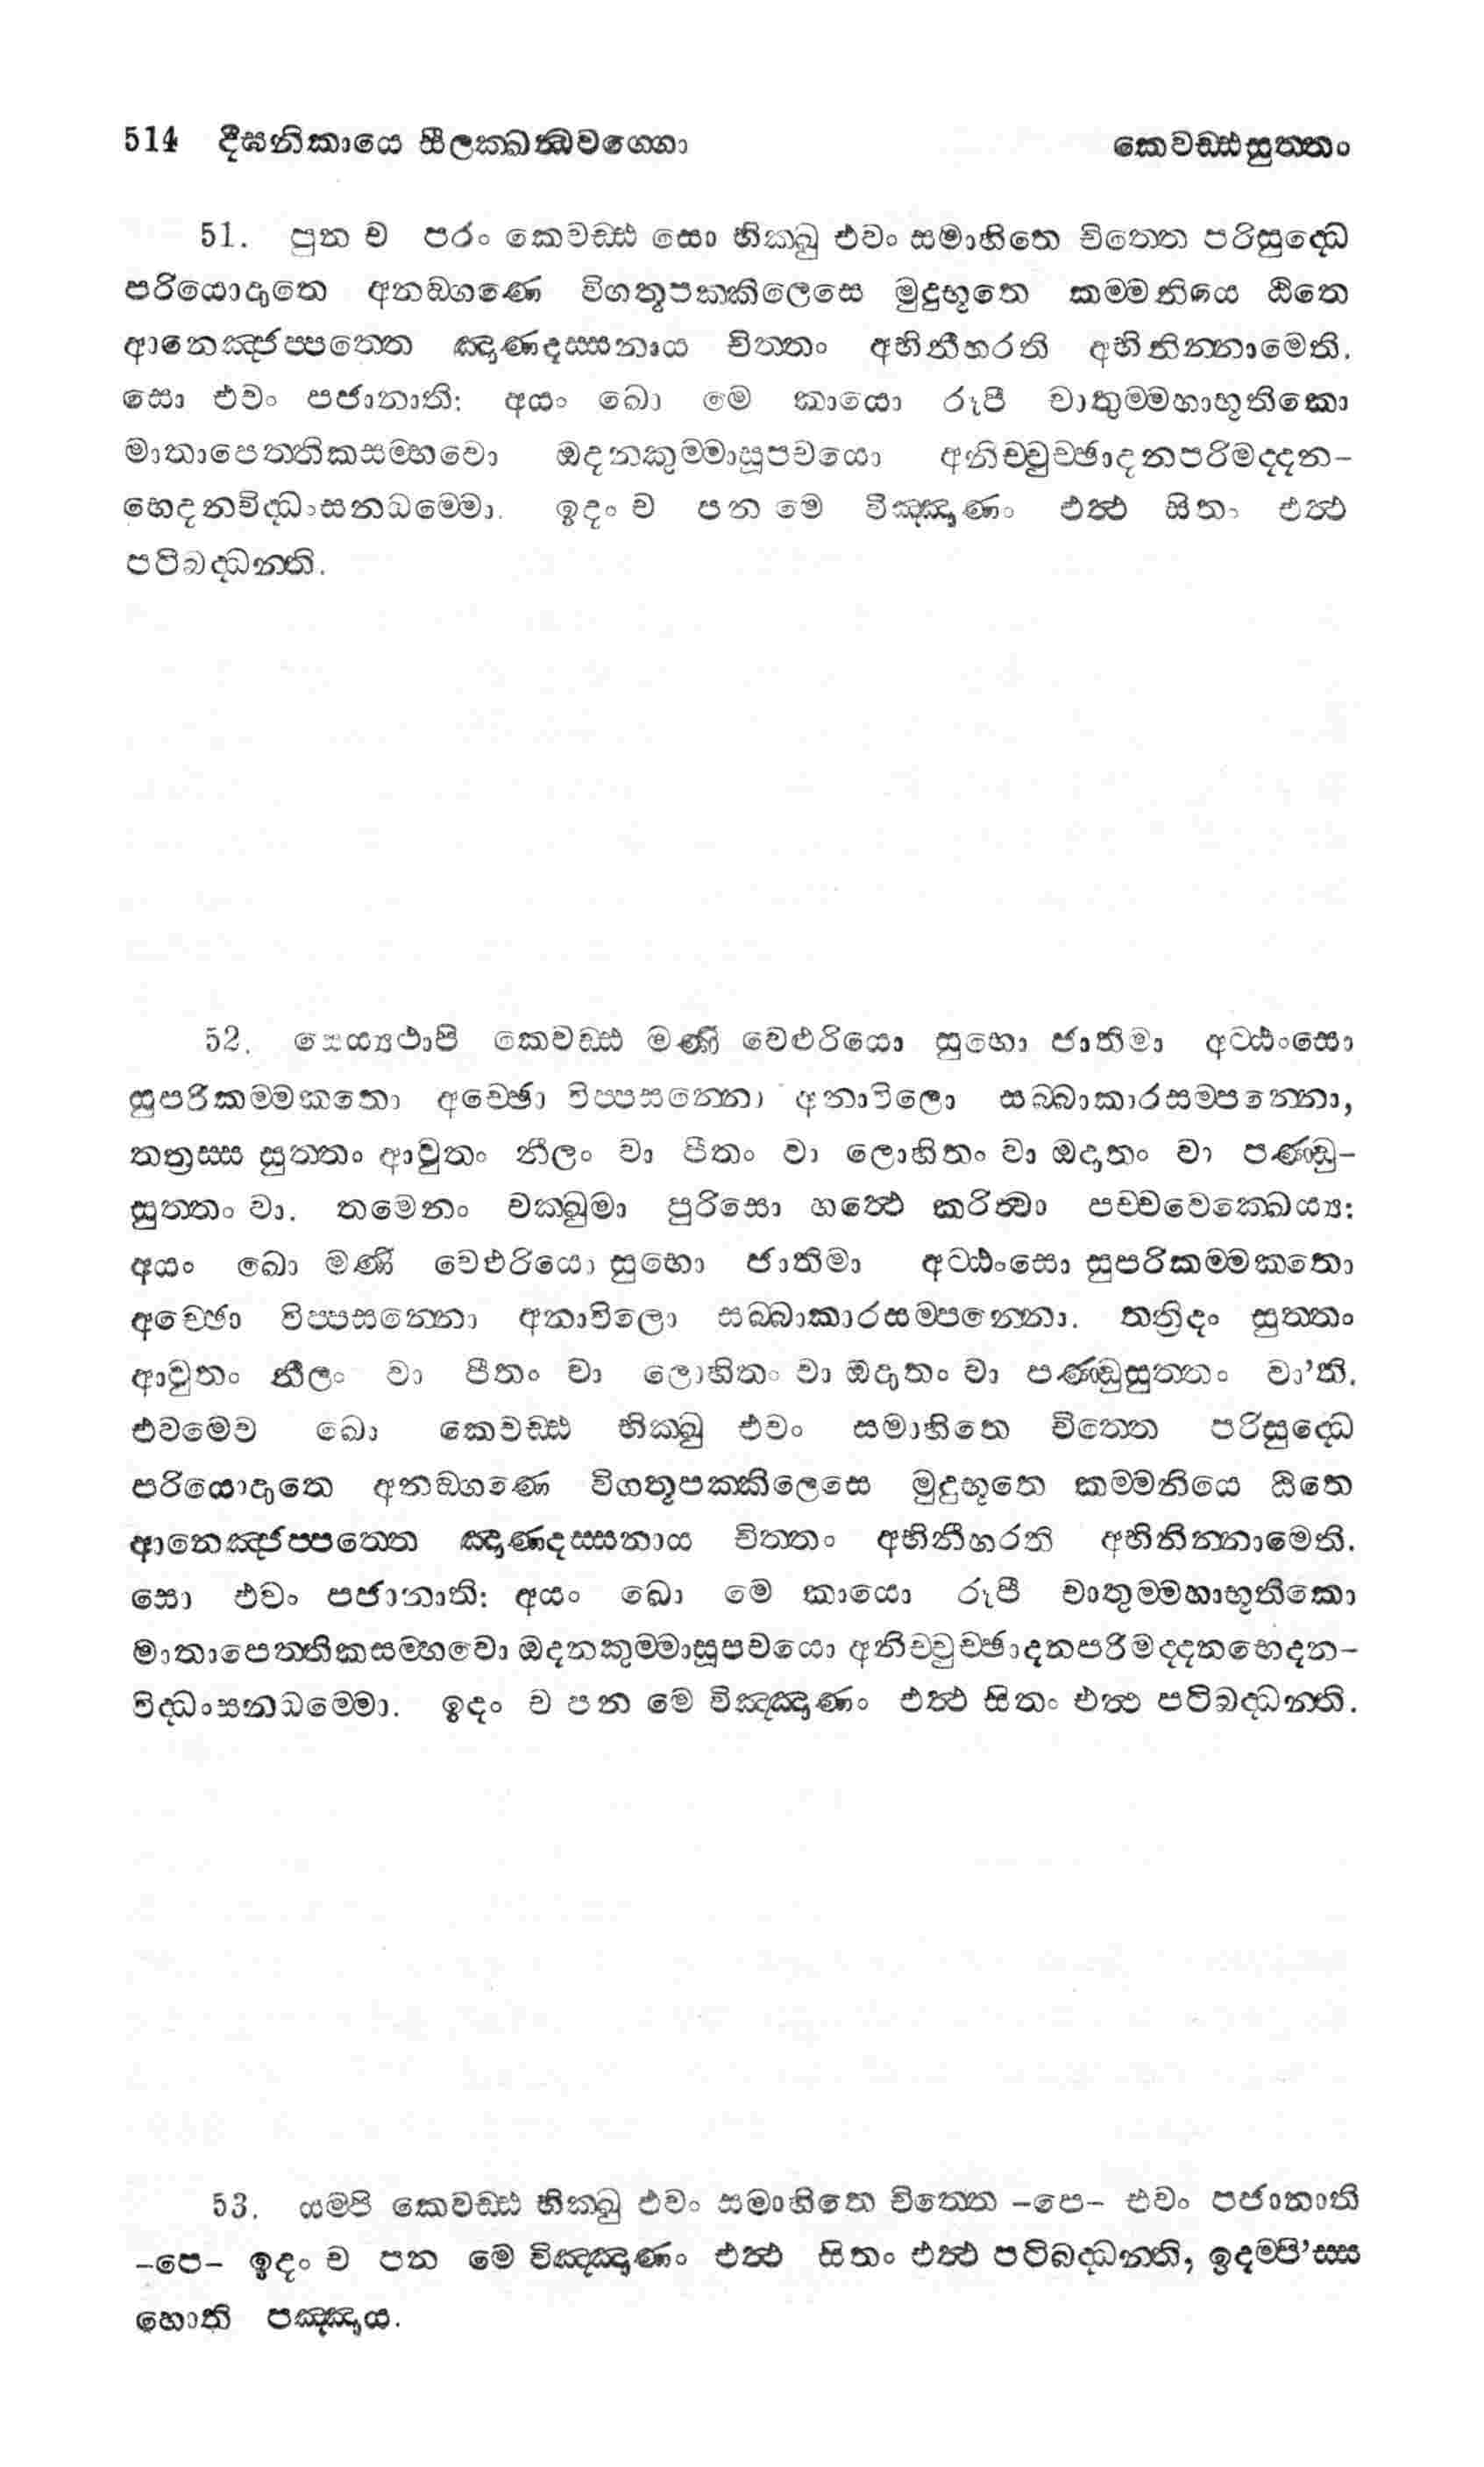 514 දීඝනිකායෙ සීලක්ඛන්ධවග්ගො කෙවඩ්ඪසුත්තං
51. පුන ච පරං කෙවඩ්ඪ සො භික්ඛු එවං සමාහිතෙ චිත්තෙ පරිසුද්ධෙ
පරියොදාතෙ අනඞ්ගණෙ විගතූපක්කිලෙසෙ මුදුභූතෙ කම්මනියෙ ඨිතෙ
ආනෙඤ්ජප්පත්තෙ ඤාණදස්සනාය චිත්තං අභිනීහරති අභිනින්නාමෙති.
සො එවං පජානාති: අයං ඛො මෙ කායො රූපී චාතුම්මහාභූතිකො
මාතාපෙත්තිකසම්භවො ඔදනකුම්මාසූපචයො අනිච්චුච්ඡාදනපරිමද්දන-
භෙදනවිද්ධංසනධම්මො. ඉදං ච පන මෙ විඤ්ඤාණං එත්ථ සිතං එත්ථ
පටිබද්ධන්ති.
52. සෙය්‍යථාපි කෙවඩ්ඪ මණි වෙළුරියො සුභො ජාතිමා අට්ඨංසො
සුපරිකම්මකතො අච්ඡො විප්පසන්නො අනාවිලො සබ්බාකාරසම්පන්නො,
තත්‍රස්ස සුත්තං ආවුතං නීලං වා පීතං වා ලොහිතං වා ඔදාතං වා පණ්ඩු-
සුත්තං වා. තමෙනං චක්ඛුමා පුරිසො හත්ථෙ කරිත්වා පච්චවෙක්ඛෙය්‍ය:
අයං ඛො මණි වෙළුරියො සුභො ජාතිමා අට්ඨංසො සුපරිකම්මකතො
අච්ඡො විප්පසන්නො අනාවිලො සබ්බාකාරසම්පන්නො. තත්‍රිදං සුත්තං
ආවුතං නීලං වා පීතං වා ලොහිතං වා ඔදාතං වා පණ්ඩුසුත්තං වා'ති.
එවමෙව ඛො කෙවඩ්ඪ භික්ඛු එවං සමාහිතෙ චිත්තෙ පරිසුද්ධෙ
පරියොදාතෙ අනඞ්ගණෙ විගතූපක්කිලෙසෙ මුදුභූතෙ කම්මනියෙ ඨිතෙ
ආනෙඤ්ජප්පත්තෙ ඤාණදස්සනාය චිත්තං අභිනීහරති අභිනින්නාමෙති.
සො එවං පජානාති: අයං ඛො මෙ කායො රූපී චාතුම්මහාභූතිකො
මාතාපෙත්තිකසම්භවො ඔදනකුම්මාසූපචයො අනිච්චුච්ඡාදනපරිමද්දනභෙදන-
විද්ධංසනධම්මො. ඉදං ච පන මෙ විඤ්ඤාණං එත්ථ සිතං එත්ථ පටිබද්ධන්ති.
53. යම්පි කෙවඩ්ඪ භික්ඛු එවං සමාහිතෙ චිත්තෙ -පෙ- එවං පජානාති
-පෙ- ඉදං ච පන මෙ විඤ්ඤාණං එත්ථ සිතං එත්ථ පටිබද්ධන්ති, ඉදම්පි'ස්ස
හොති පඤ්ඤාය.